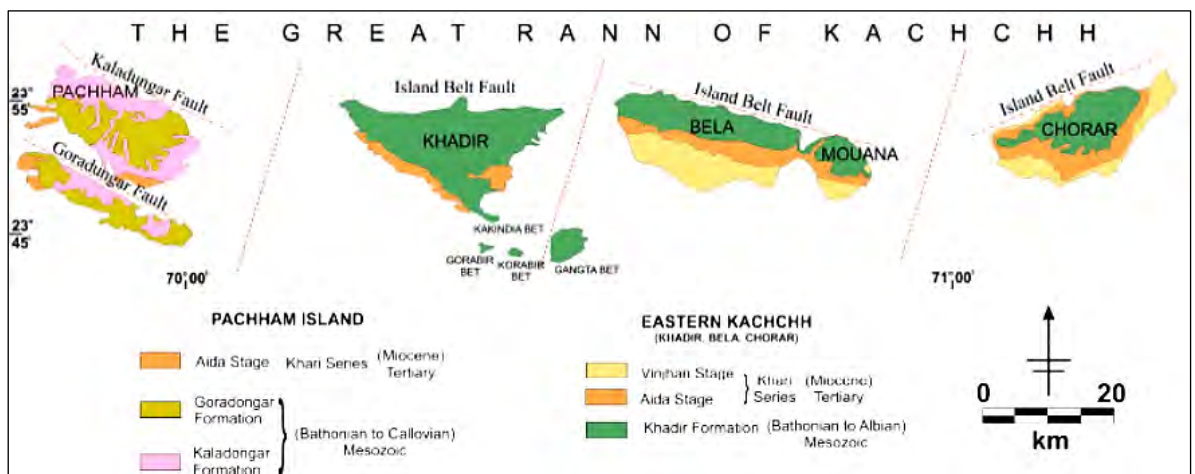 THE GREAT RANN OF KACHCHH
Kaladungar Fault
PACHHAM
23° 55'
Goradungar Fault
23° 45'
70°00'
Island Belt Fault
KHADIR
KAKINDIA BET
GORABIR BET
KORABIR BET
GANGTA BET
Island Belt Fault
BELA
MOUANA
Island Belt Fault
CHORAR
71°00'
PACHHAM ISLAND
Aida Stage Khari Series (Miocene) Tertiary
Goradongar Formation
Kaladongar Formation
(Bathonian to Callovian) Mesozoic
EASTERN KACHCHH
(KHADIR, BELA, CHORAR)
Vinjhan Stage
Aida Stage
Khari Series (Miocene) Tertiary
Khadir Formation (Bathonian to Albian) Mesozoic
0 20
km